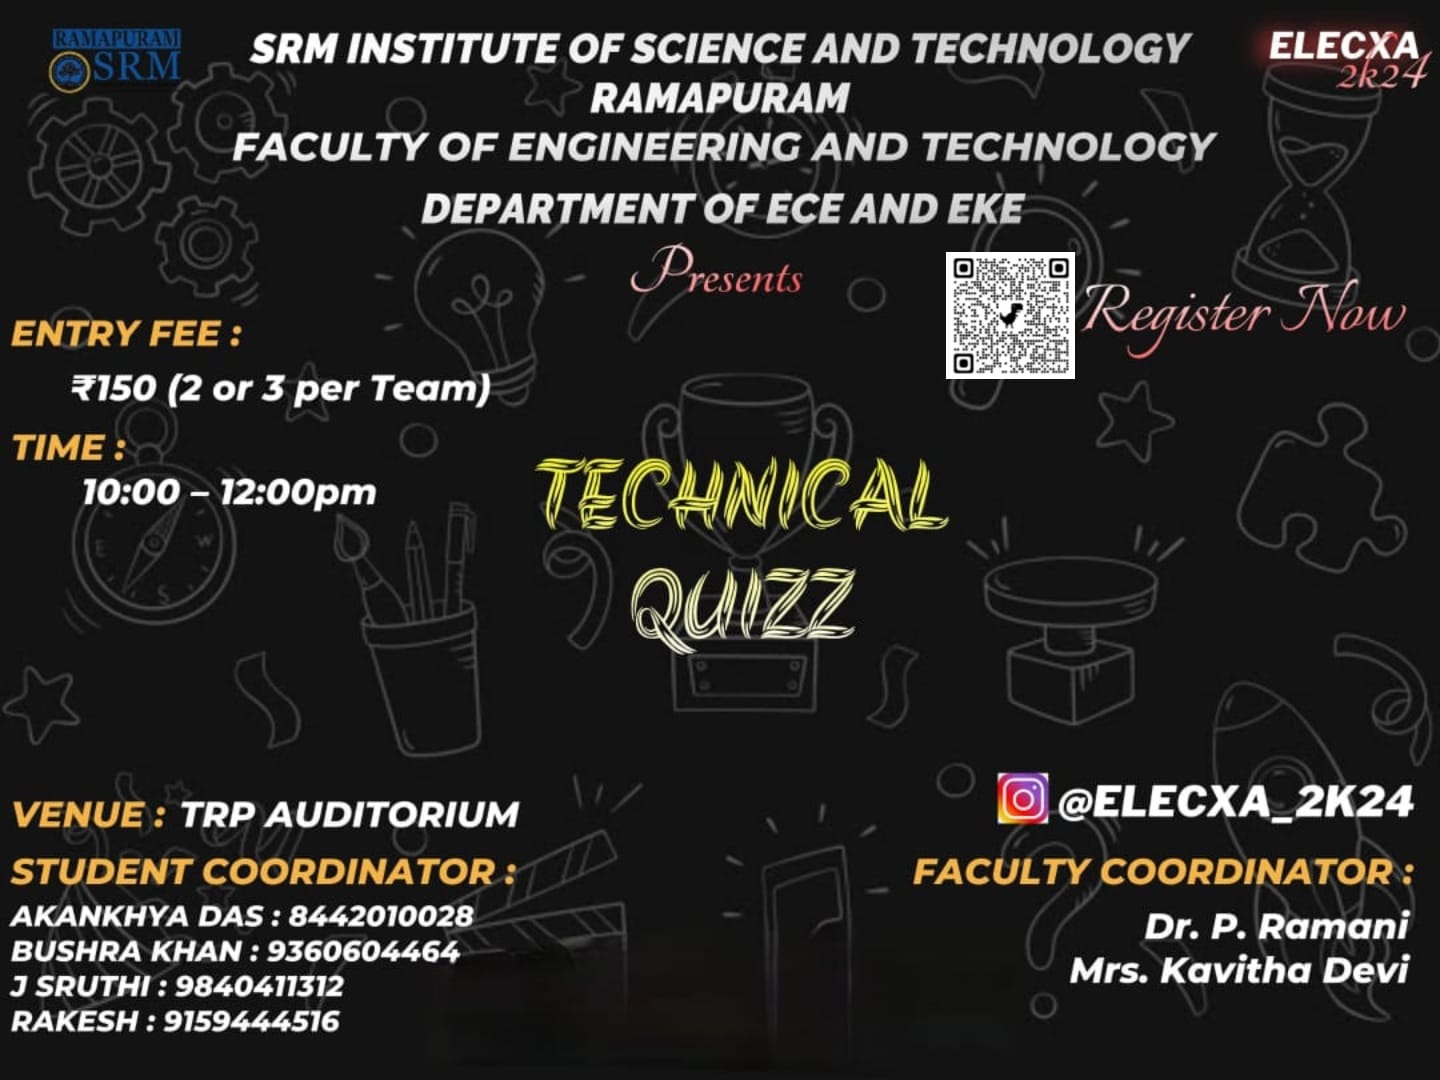 RAMAPURAM
SRM
SRM INSTITUTE OF SCIENCE AND TECHNOLOGY
RAMAPURAM
FACULTY OF ENGINEERING AND TECHNOLOGY
DEPARTMENT OF ECE AND EKE
ELECXA
2k24
Presents
Register Now
ENTRY FEE :
₹150 (2 or 3 per Team)
TIME :
10:00 – 12:00pm
E W
S
TECHNICAL
QUIZZ
VENUE : TRP AUDITORIUM
STUDENT COORDINATOR :
AKANKHYA DAS : 8442010028
BUSHRA KHAN : 9360604464
J SRUTHI : 9840411312
RAKESH : 9159444516
@ELECXA_2K24
FACULTY COORDINATOR :
Dr. P. Ramani
Mrs. Kavitha Devi